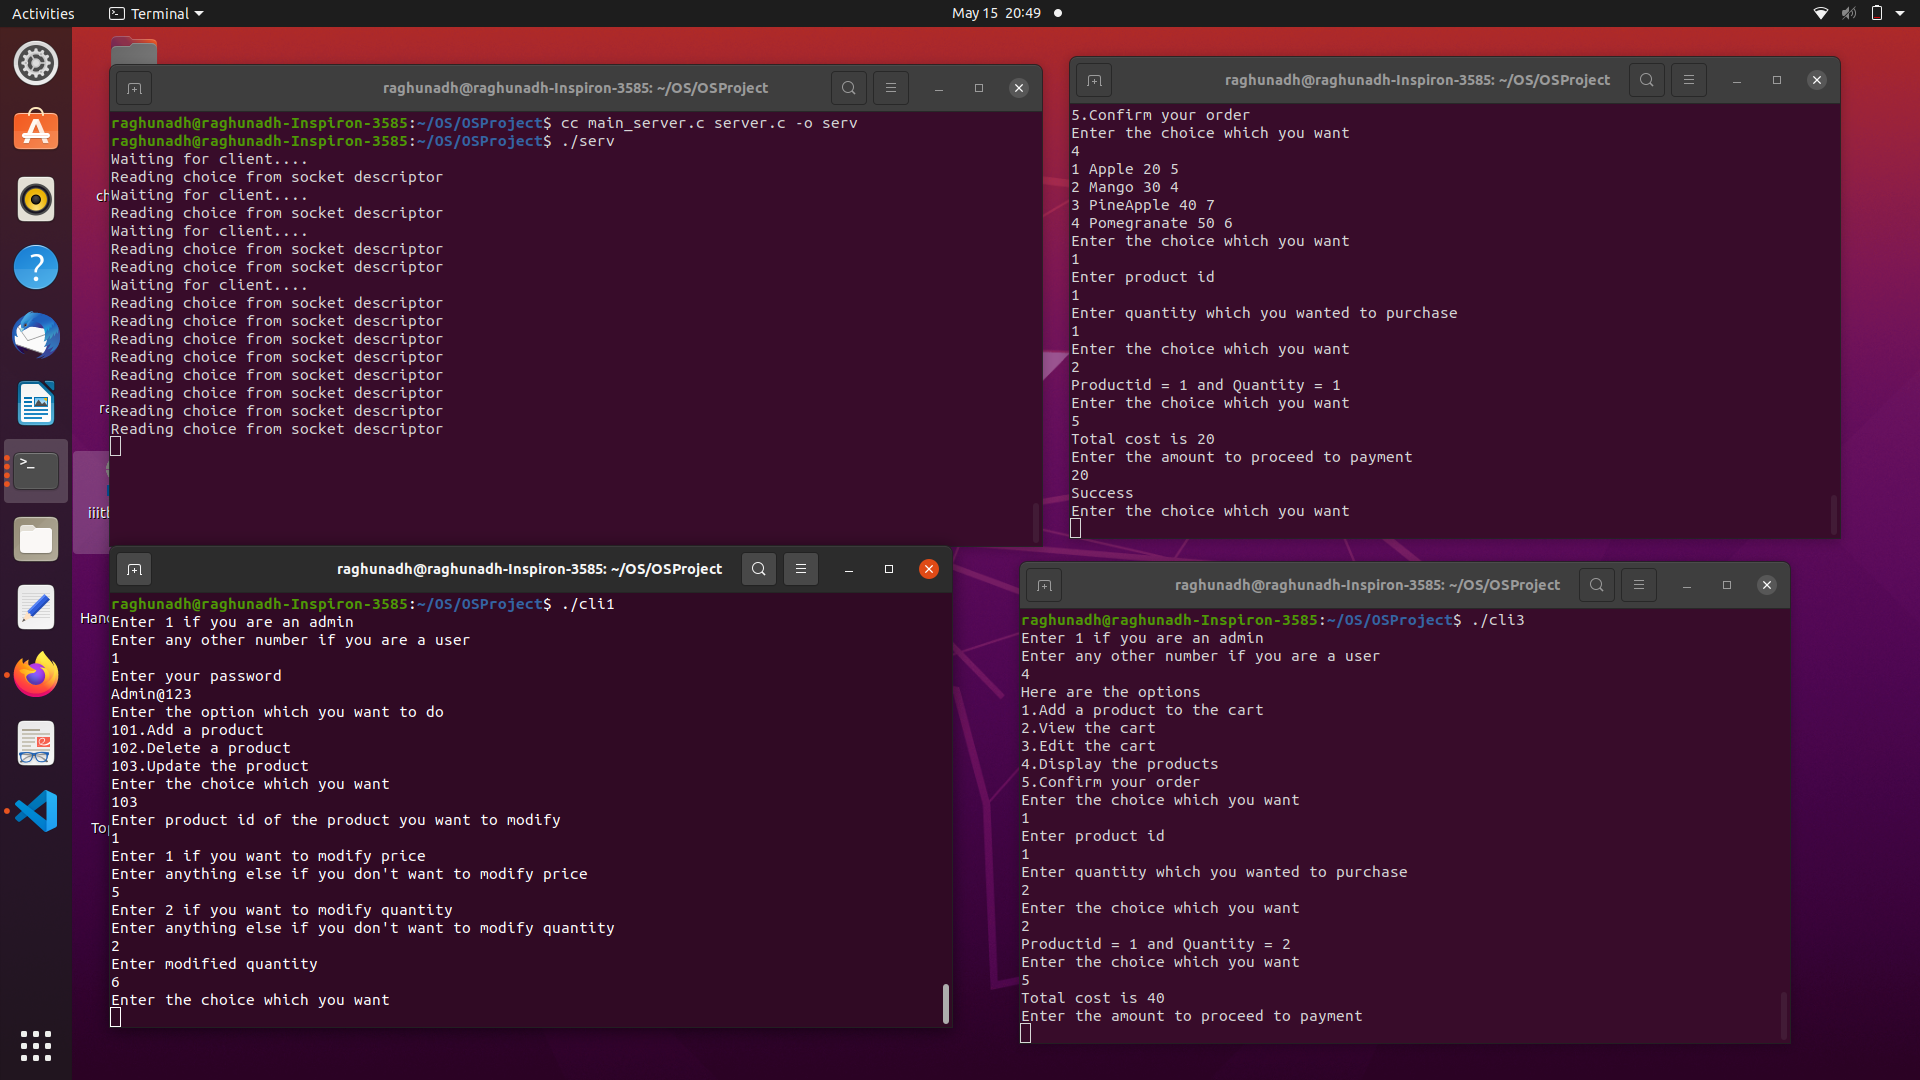 Activities
Terminal
May 15 20:49
raghunadh@raghunadh-Inspiron-3585: ~/OS/OSProject
raghunadh@raghunadh-Inspiron-3585:~/OS/OSProject$ cc main_server.c server.c -o serv
raghunadh@raghunadh-Inspiron-3585:~/OS/OSProject$ ./serv
Waiting for client....
Reading choice from socket descriptor
Waiting for client....
Reading choice from socket descriptor
Waiting for client....
Reading choice from socket descriptor
Reading choice from socket descriptor
Waiting for client....
Reading choice from socket descriptor
Reading choice from socket descriptor
Reading choice from socket descriptor
Reading choice from socket descriptor
Reading choice from socket descriptor
Reading choice from socket descriptor
Reading choice from socket descriptor
Reading choice from socket descriptor
raghunadh@raghunadh-Inspiron-3585: ~/OS/OSProject
5.Confirm your order
Enter the choice which you want
4
1 Apple 20 5
2 Mango 30 4
3 PineApple 40 7
4 Pomegranate 50 6
Enter the choice which you want
1
Enter product id
1
Enter quantity which you wanted to purchase
1
Enter the choice which you want
2
Productid = 1 and Quantity = 1
Enter the choice which you want
5
Total cost is 20
Enter the amount to proceed to payment
20
Success
Enter the choice which you want
raghunadh@raghunadh-Inspiron-3585: ~/OS/OSProject
raghunadh@raghunadh-Inspiron-3585:~/OS/OSProject$ ./cli1
Enter 1 if you are an admin
Enter any other number if you are a user
1
Enter your password
Admin@123
Enter the option which you want to do
101.Add a product
102.Delete a product
103.Update the product
Enter the choice which you want
103
Enter product id of the product you want to modify
1
Enter 1 if you want to modify price
Enter anything else if you don't want to modify price
5
Enter 2 if you want to modify quantity
Enter anything else if you don't want to modify quantity
2
Enter modified quantity
6
Enter the choice which you want
raghunadh@raghunadh-Inspiron-3585: ~/OS/OSProject
raghunadh@raghunadh-Inspiron-3585:~/OS/OSProject$ ./cli3
Enter 1 if you are an admin
Enter any other number if you are a user
4
Here are the options
1.Add a product to the cart
2.View the cart
3.Edit the cart
4.Display the products
5.Confirm your order
Enter the choice which you want
1
Enter product id
1
Enter quantity which you wanted to purchase
2
Enter the choice which you want
2
Productid = 1 and Quantity = 2
Enter the choice which you want
5
Total cost is 40
Enter the amount to proceed to payment